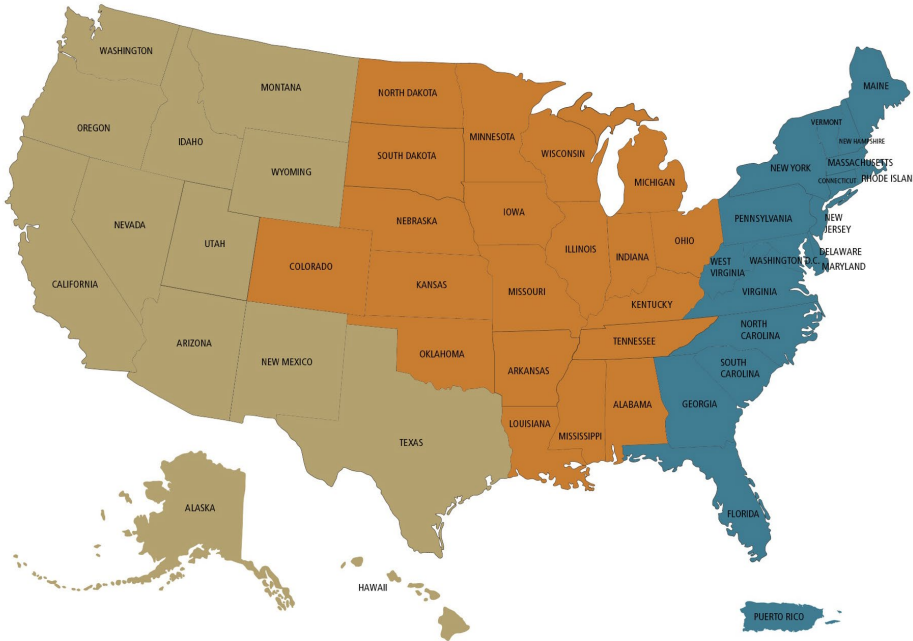 WASHINGTON
MONTANA
NORTH DAKOTA
MAINE
OREGON
IDAHO
MINNESOTA
VERMONT
NEW HAMPSHIRE
SOUTH DAKOTA
WISCONSIN
WYOMING
NEW YORK
MASSACHUSETTS
MICHIGAN
CONNECTICUT
RHODE ISLAN
NEVADA
UTAH
NEBRASKA
IOWA
PENNSYLVANIA
NEW
JERSEY
ILLINOIS
INDIANA
OHIO
DELAWARE
WEST
VIRGINIA
WASHINGTON D.C.
MARYLAND
COLORADO
CALIFORNIA
KANSAS
MISSOURI
VIRGINIA
KENTUCKY
NORTH
CAROLINA
ARIZONA
NEW MEXICO
OKLAHOMA
TENNESSEE
ARKANSAS
SOUTH
CAROLINA
ALABAMA
GEORGIA
LOUISIANA
MISSISSIPPI
TEXAS
ALASKA
FLORIDA
HAWAII
PUERTO RICO